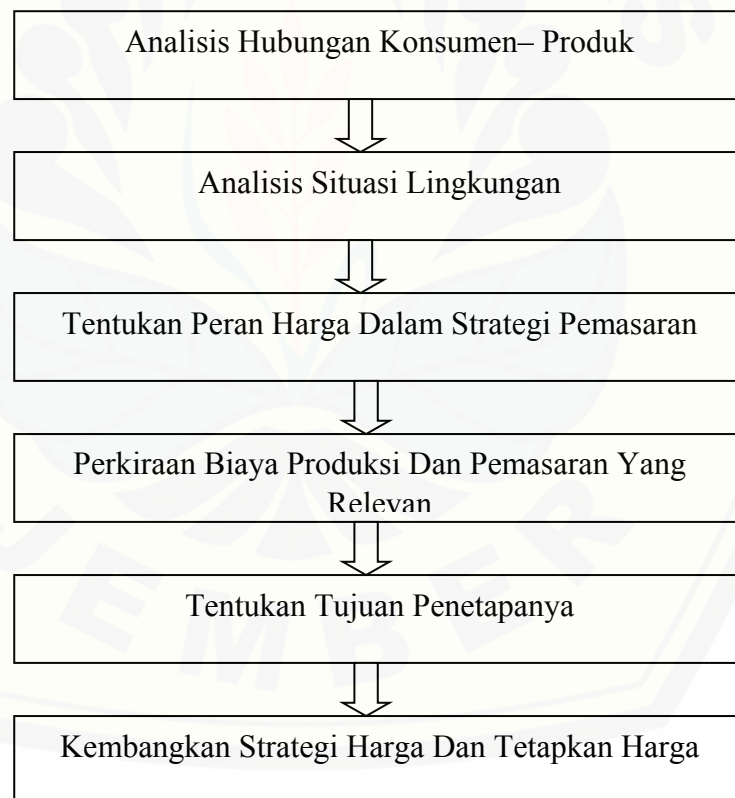 Analisis Hubungan Konsumen– Produk
Analisis Situasi Lingkungan
Tentukan Peran Harga Dalam Strategi Pemasaran
Perkiraan Biaya Produksi Dan Pemasaran Yang
Relevan
Tentukan Tujuan Penetapanya
Kembangkan Strategi Harga Dan Tetapkan Harga
JEMBER